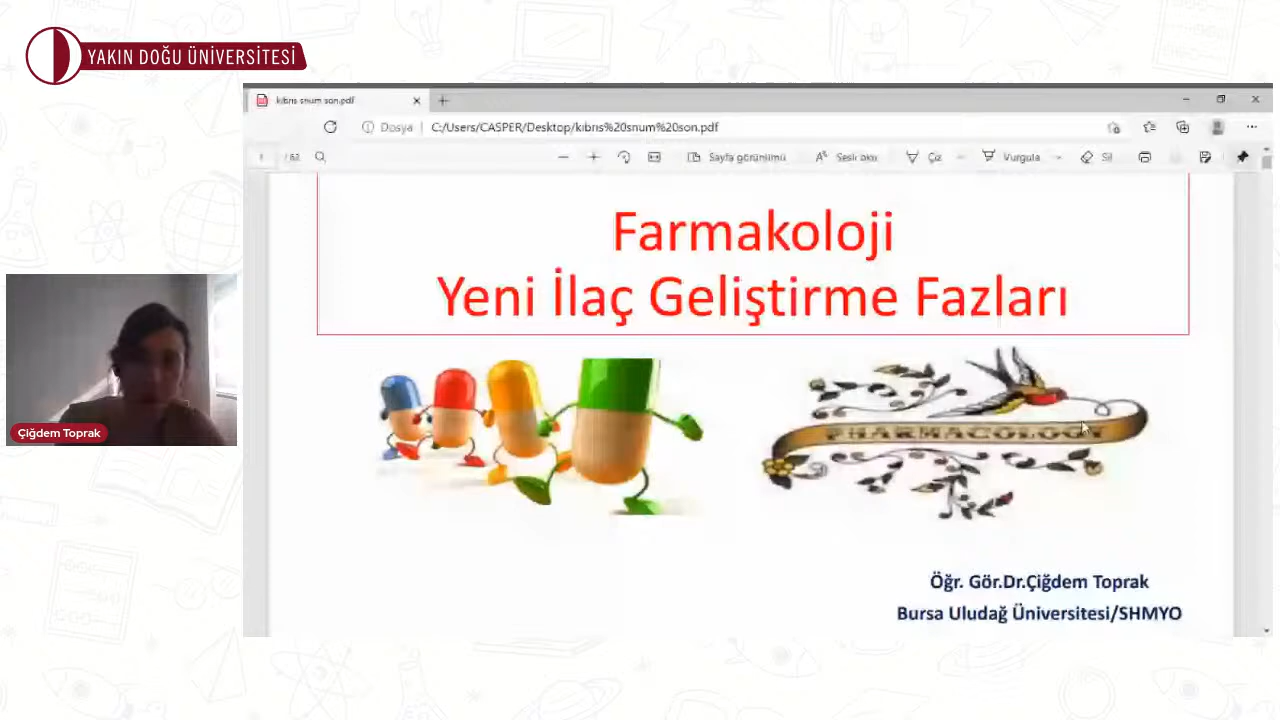 YAKIN DOĞU ÜNİVERSİTESİ
kıbrıs snum son.pdf
Dosya C:/Users/CASPER/Desktop/kıbrıs%20snum%20son.pdf
/ 62 Sayfa görünümü Sesli oku Çiz Vurgula Sil
Farmakoloji
Yeni İlaç Geliştirme Fazları
PHARMACOLOGY
Çiğdem Toprak
Öğr. Gör.Dr.Çiğdem Toprak
Bursa Uludağ Üniversitesi/SHMYO